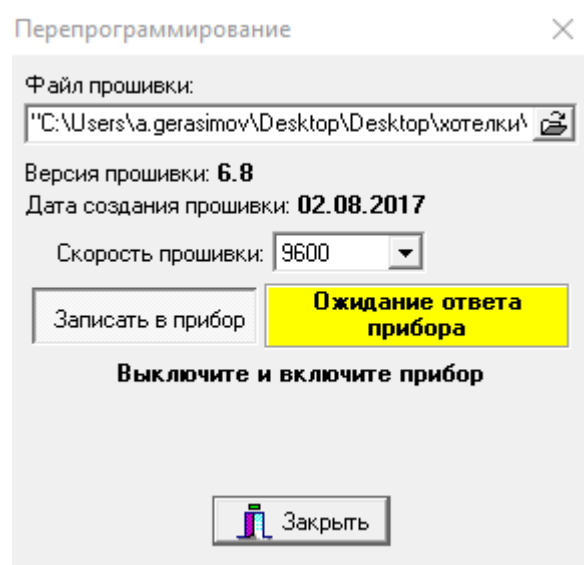 Перепрограммирование
Файл прошивки:
"C:\Users\a.gerasimov\Desktop\Desktop\хотелки\
Версия прошивки: 6.8
Дата создания прошивки: 02.08.2017
Скорость прошивки: 9600
Записать в прибор
Ожидание ответа
прибора
Выключите и включите прибор
Закрыть